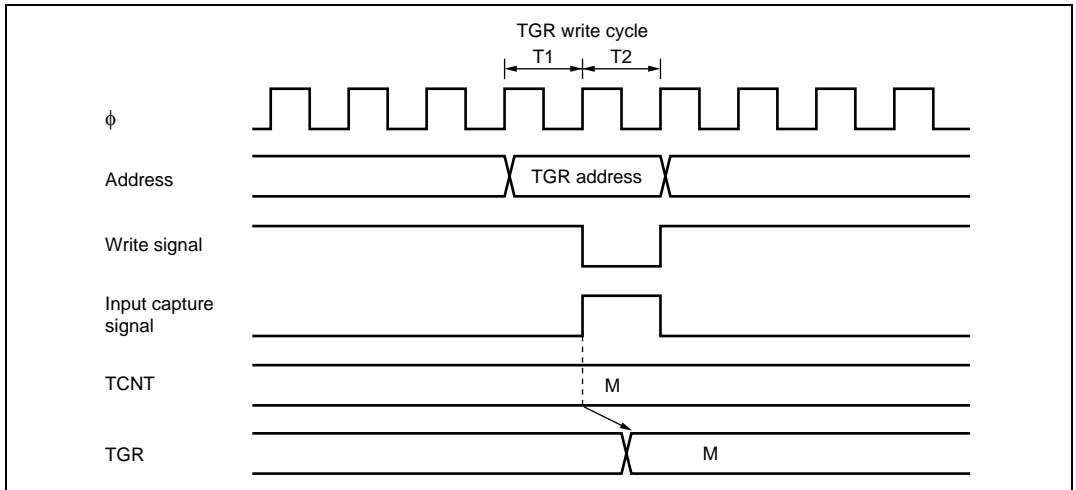 TGR write cycle
T1 T2
ϕ
Address TGR address
Write signal
Input capture
signal
TCNT M
TGR M